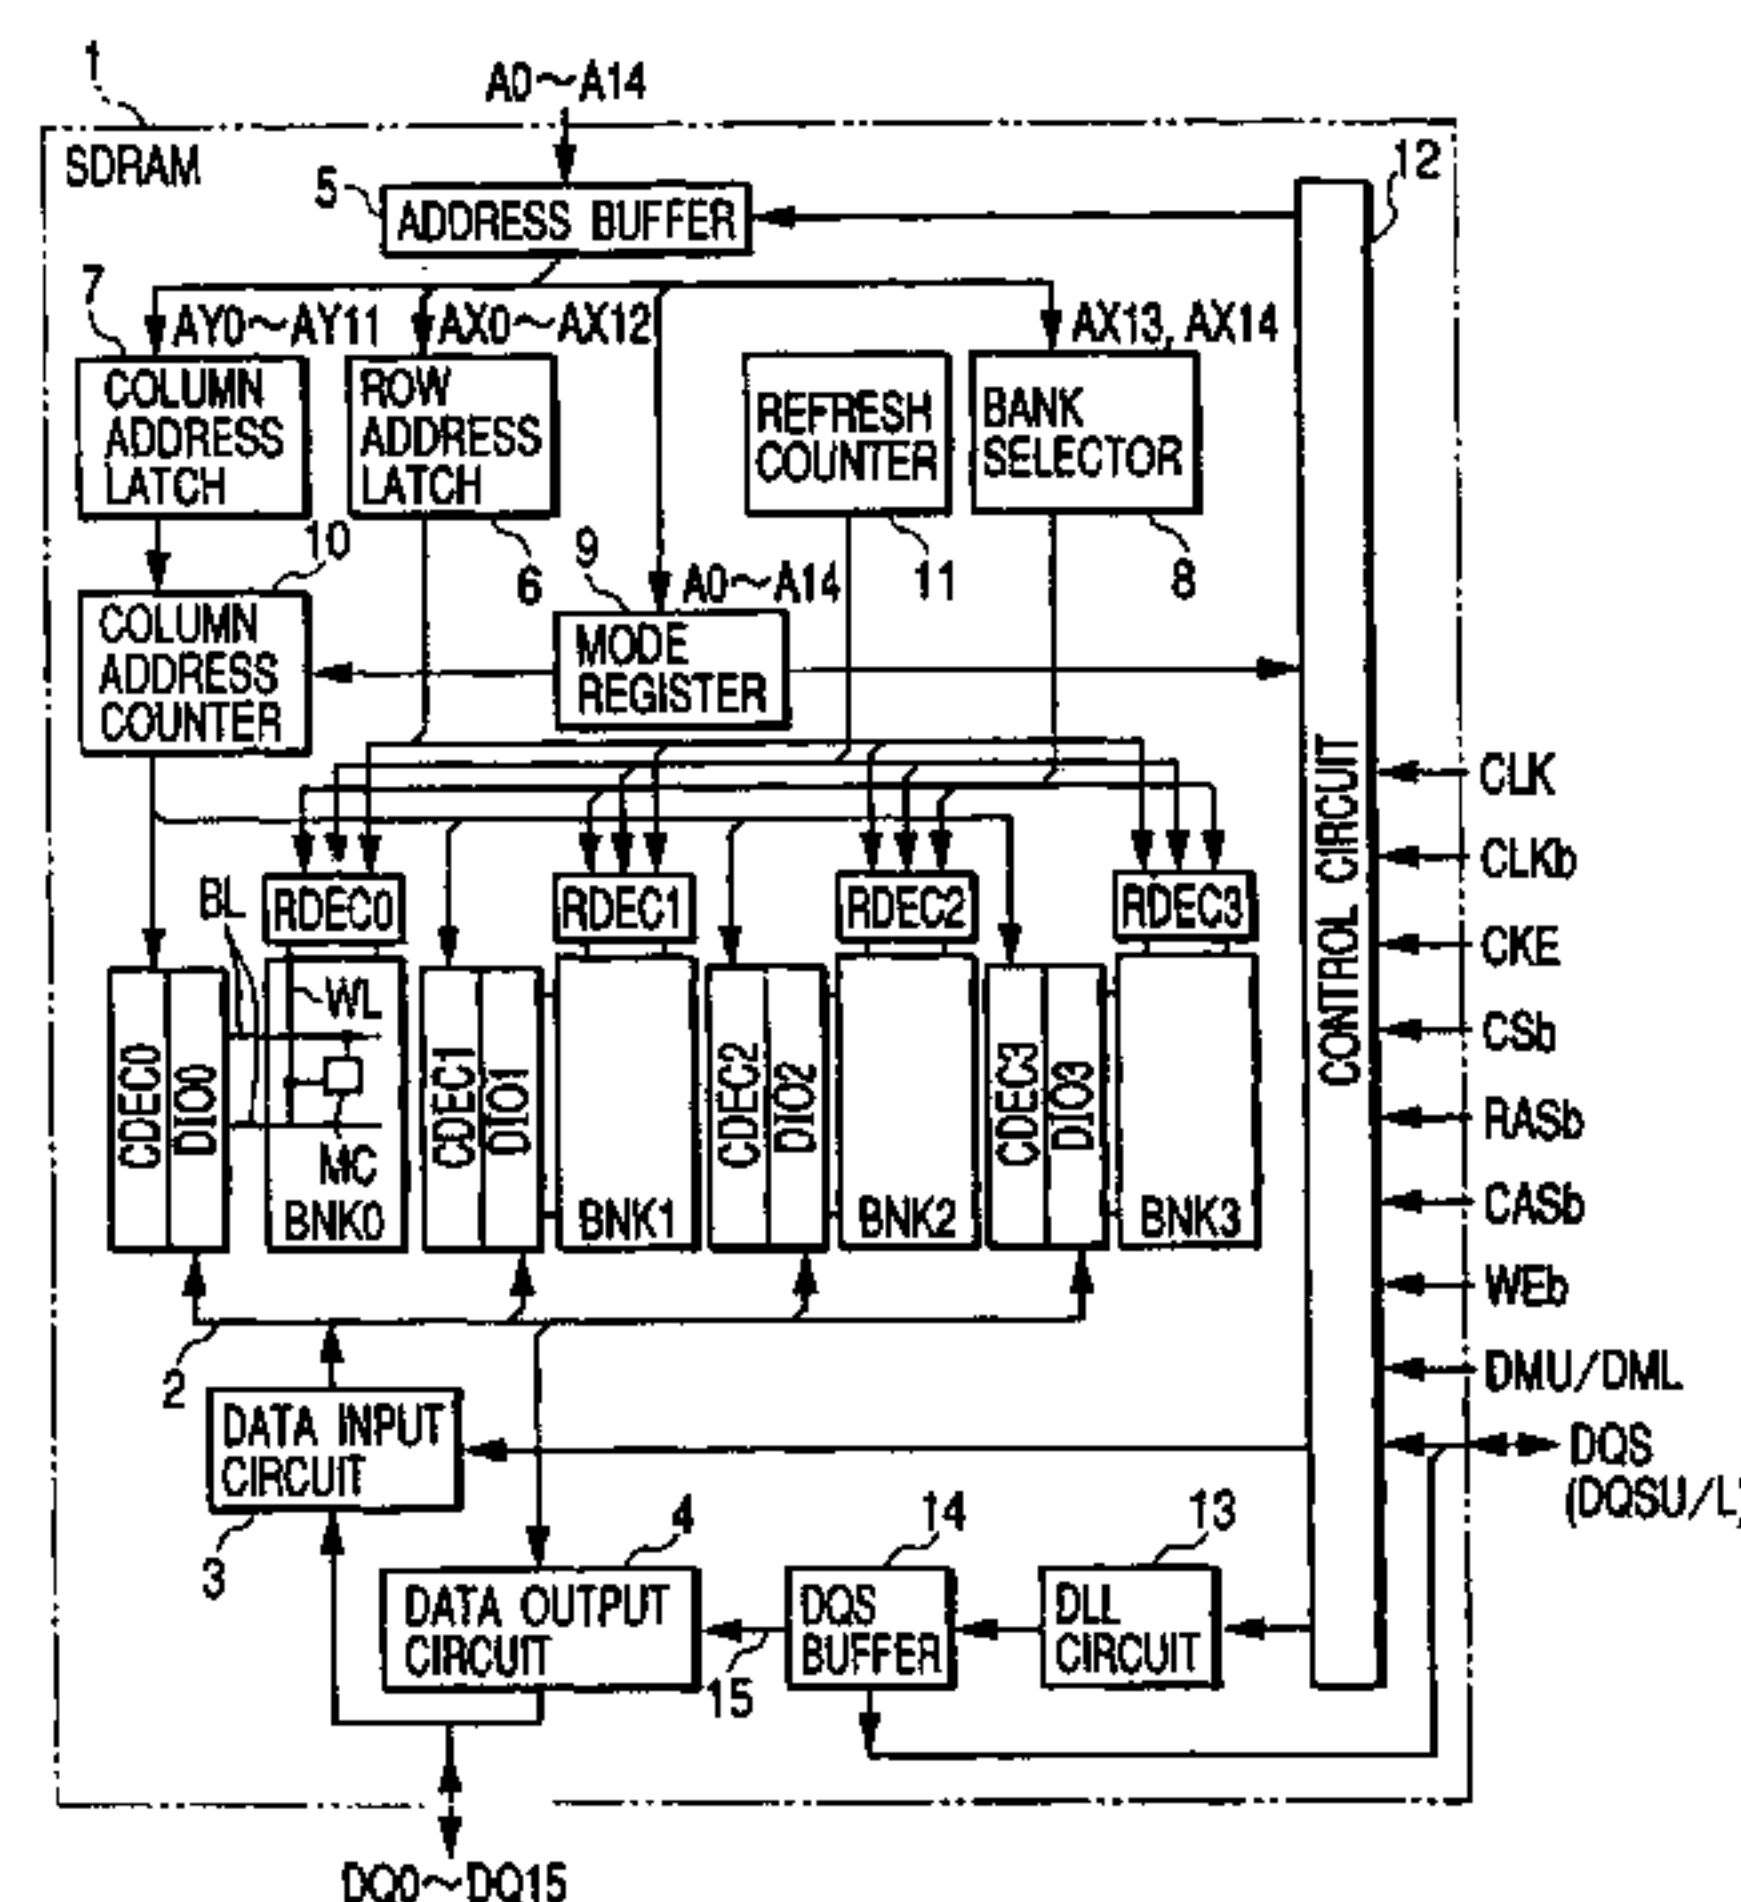 1
A0~A14
SDRAM
12
5
ADDRESS BUFFER
7
AY0~AY11
AX0~AX12
AX13, AX14
COLUMN
ADDRESS
LATCH
ROW
ADDRESS
LATCH
REFRESH
COUNTER
BANK
SELECTOR
10
6
9
A0~A14
11
8
COLUMN
ADDRESS
COUNTER
MODE
REGISTER
CONTROL CIRCUIT
CLK
CLKb
CKE
CSb
RASb
CASb
WEb
DMU/DML
DQS
(DQSU/L)
BL
RDEC0
RDEC1
RDEC2
RDEC3
WL
CDEC0
DIO0
MC
BNK0
CDEC1
DIO1
BNK1
CDEC2
DIO2
BNK2
CDEC3
DIO3
BNK3
2
DATA INPUT
CIRCUIT
3
4
14
13
DATA OUTPUT
CIRCUIT
15
DQS
BUFFER
DLL
CIRCUIT
DQ0~DQ15